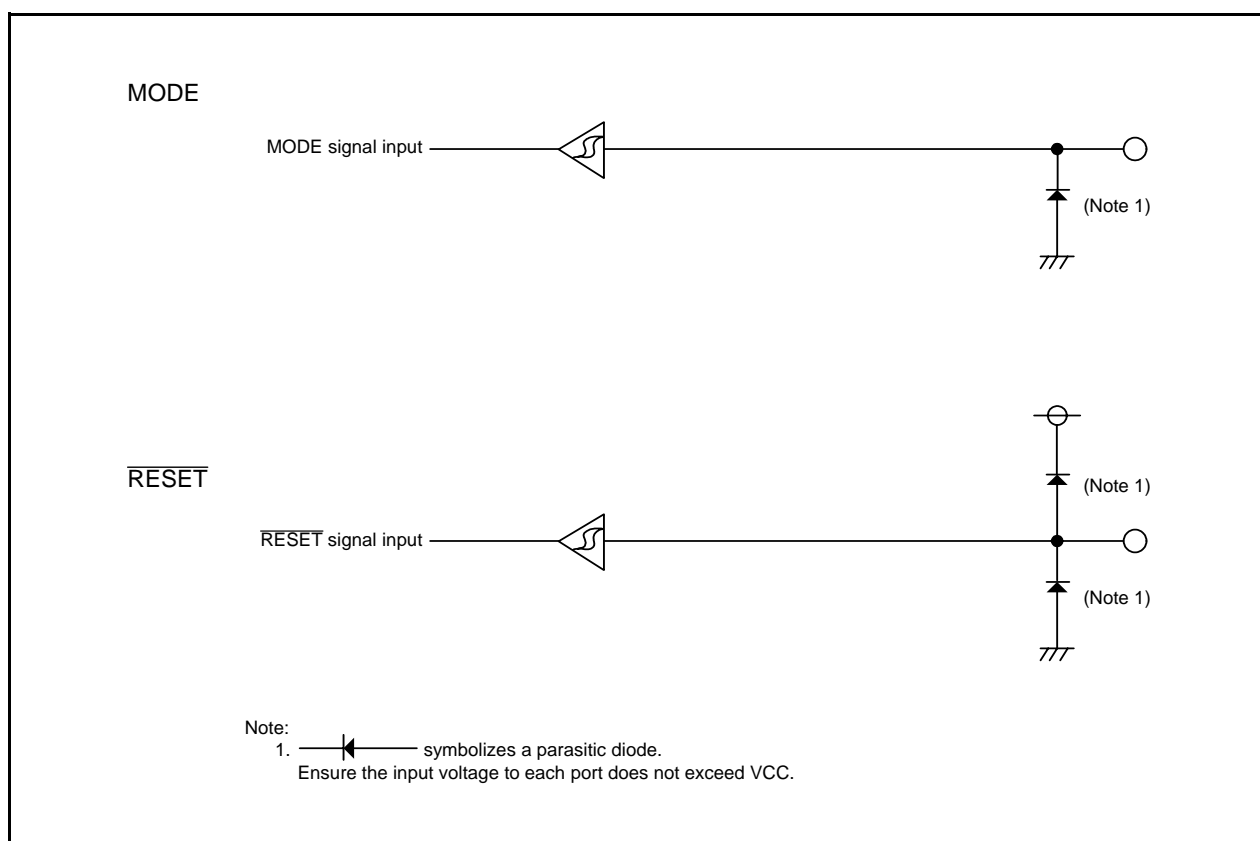 MODE
MODE signal input
(Note 1)
(Note 1)
RESET
RESET signal input
(Note 1)
Note:
1. symbolizes a parasitic diode.
Ensure the input voltage to each port does not exceed VCC.